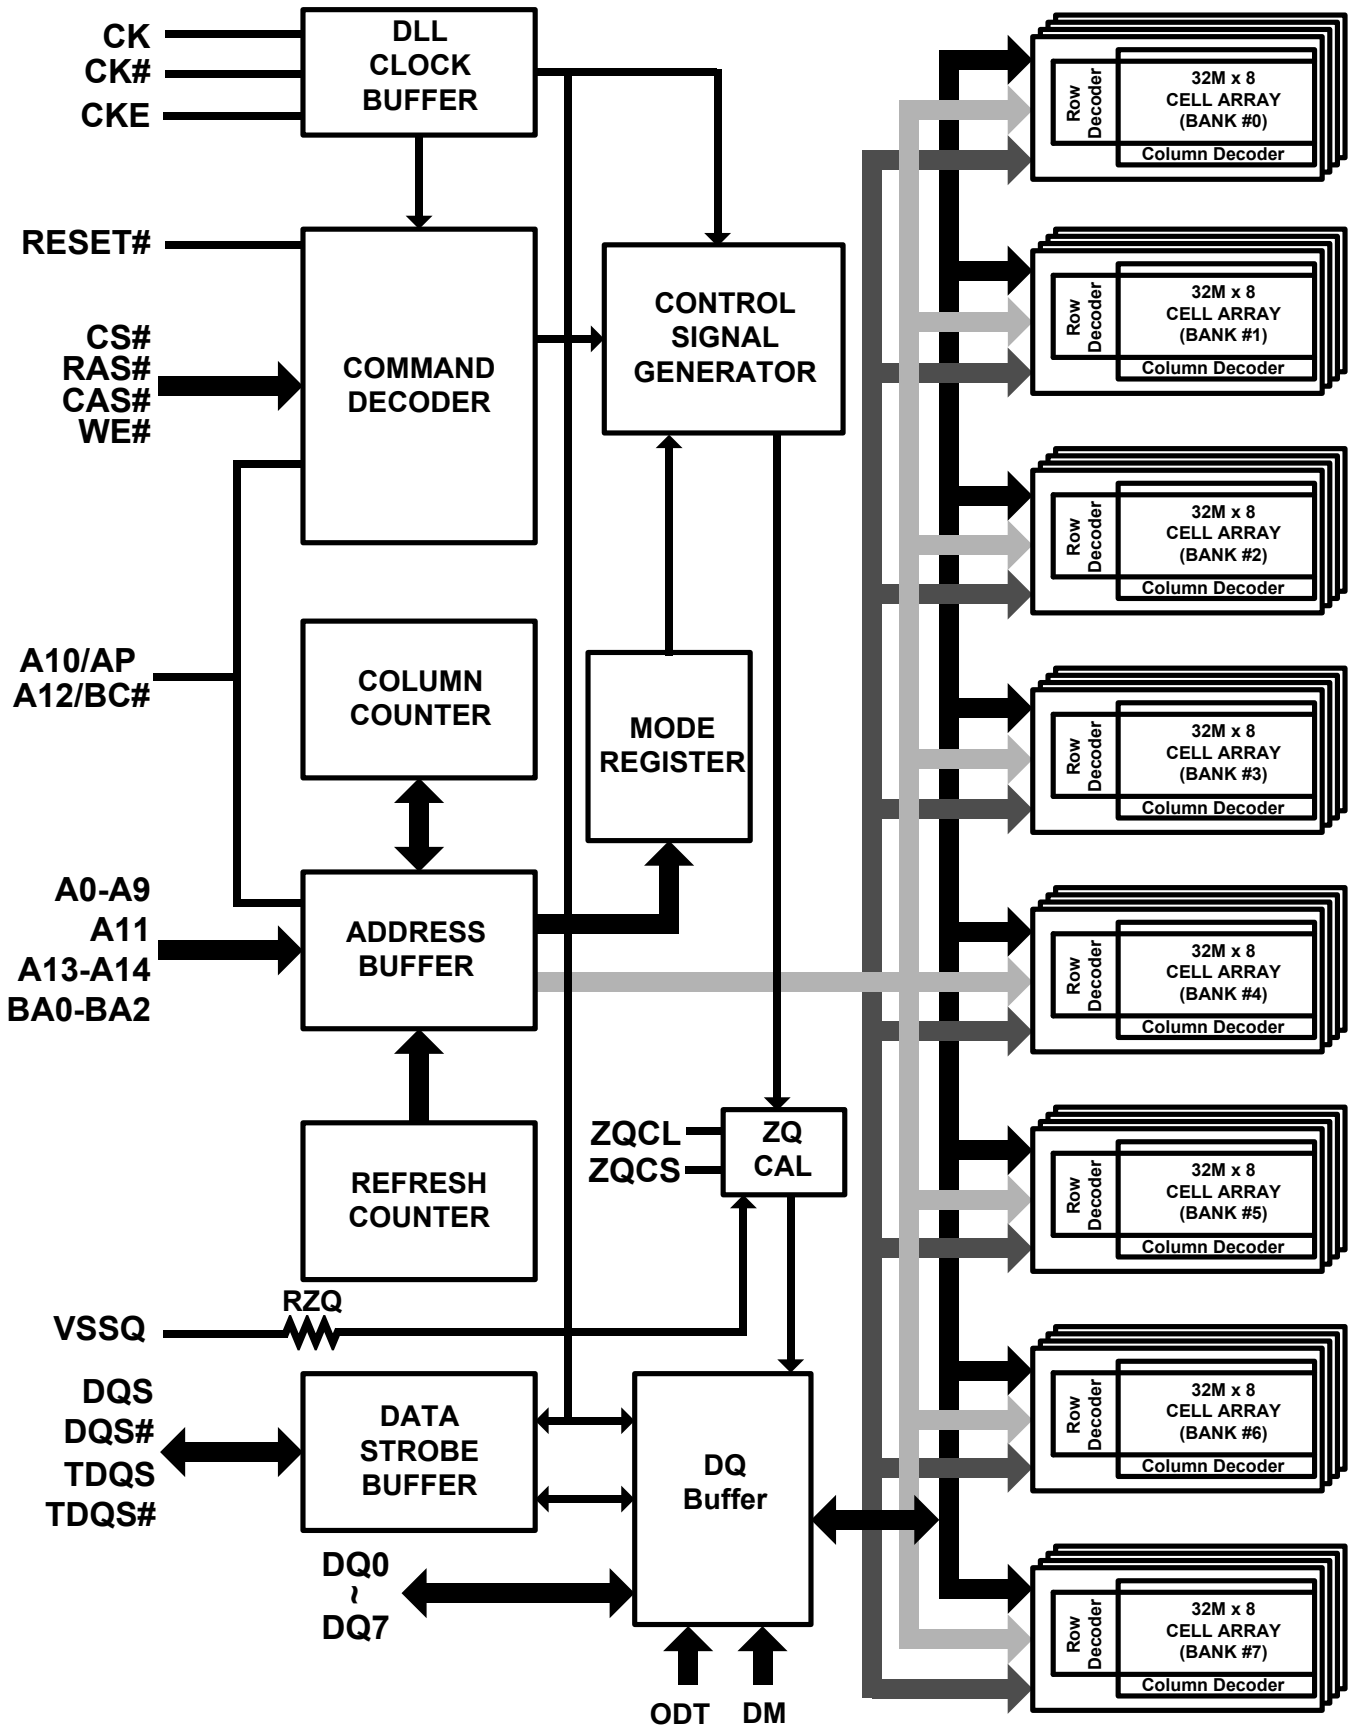 CK
CK#
CKE
DLL
CLOCK
BUFFER
RESET#
CS#
RAS#
CAS#
WE#
COMMAND
DECODER
CONTROL
SIGNAL
GENERATOR
A10/AP
A12/BC#
COLUMN
COUNTER
MODE
REGISTER
A0-A9
A11
A13-A14
BA0-BA2
ADDRESS
BUFFER
REFRESH
COUNTER
ZQCL
ZQCS
ZQ
CAL
VSSQ
RZQ
DQS
DQS#
TDQS
TDQS#
DATA
STROBE
BUFFER
DQ
Buffer
DQ0
~
DQ7
ODT
DM
Row
Decoder
32M x 8
CELL ARRAY
(BANK #0)
Column Decoder
Row
Decoder
32M x 8
CELL ARRAY
(BANK #1)
Column Decoder
Row
Decoder
32M x 8
CELL ARRAY
(BANK #2)
Column Decoder
Row
Decoder
32M x 8
CELL ARRAY
(BANK #3)
Column Decoder
Row
Decoder
32M x 8
CELL ARRAY
(BANK #4)
Column Decoder
Row
Decoder
32M x 8
CELL ARRAY
(BANK #5)
Column Decoder
Row
Decoder
32M x 8
CELL ARRAY
(BANK #6)
Column Decoder
Row
Decoder
32M x 8
CELL ARRAY
(BANK #7)
Column Decoder